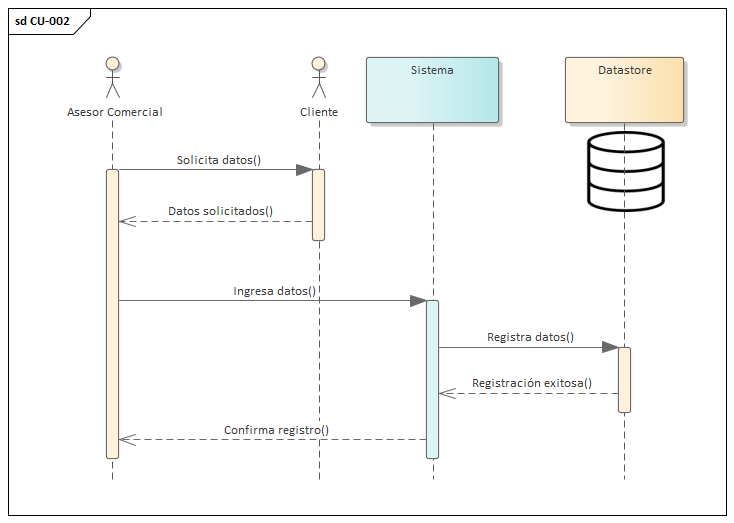 sd CU-002
Asesor Comercial
Cliente
Sistema
Datastore
Solicita datos()
Datos solicitados()
Ingresa datos()
Registra datos()
Registración exitosa()
Confirma registro()